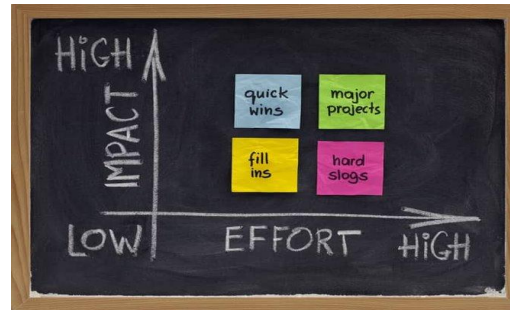 HiGH
IMPACT
quick
wins
major
projects
fill
ins
hard
slogs
LOW
EFFORT
HiGH